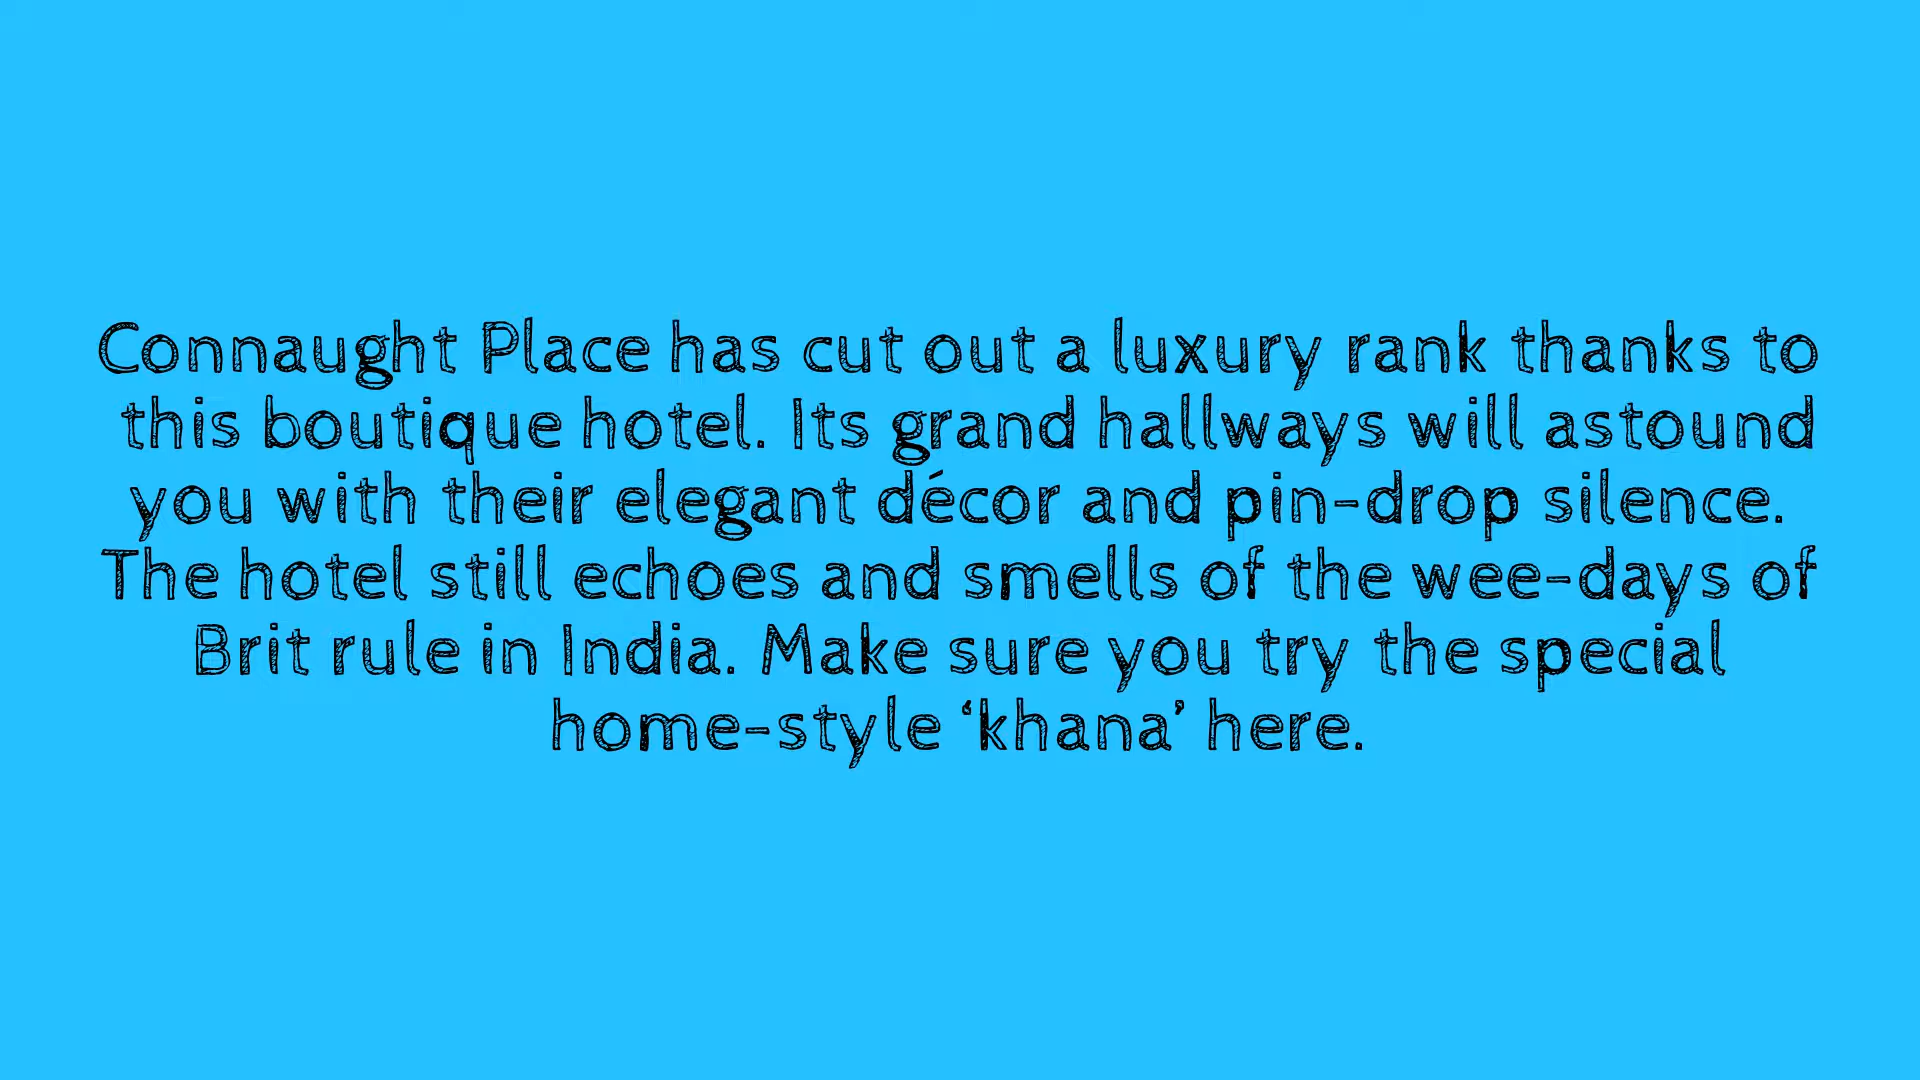 Connaught Place has cut out a luxury rank thanks to
this boutique hotel. Its grand hallways will astound
you with their elegant décor and pin-drop silence.
The hotel still echoes and smells of the wee-days of
Brit rule in India. Make sure you try the special
home-style ‘khana’ here.